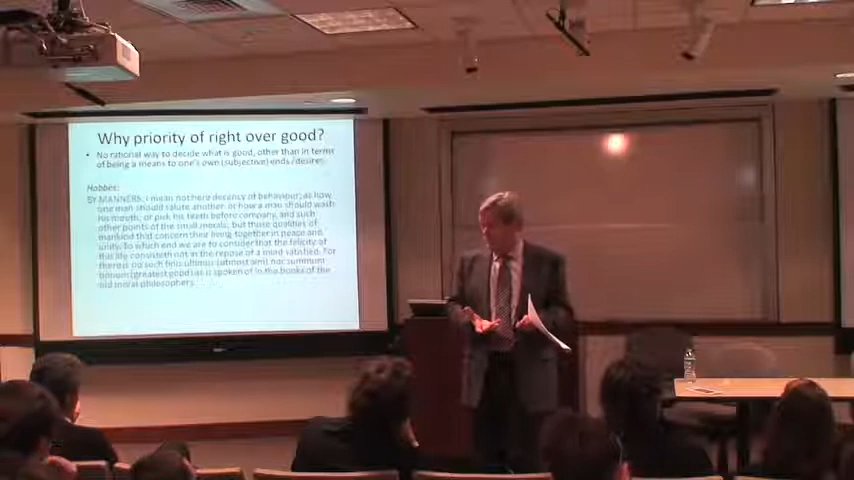 Why priority of right over good?
• No rational way to decide what is good, other than in terms
of being a means to one's own (subjective) ends /desires
Hobbes:
BY MANNERS, I mean not here decency of behaviour; as how
one man should salute another, or how a man should wash
his mouth, or pick his teeth before company, and such
other points of the small morals; but those qualities of
mankind that concern their living together in peace and
unity. To which end we are to consider that the felicity of
this life consisteth not in the repose of a mind satisfied. For
there is no such finis ultimus (utmost aim) nor summum
bonum (greatest good) as is spoken of in the books of the
old moral philosophers.